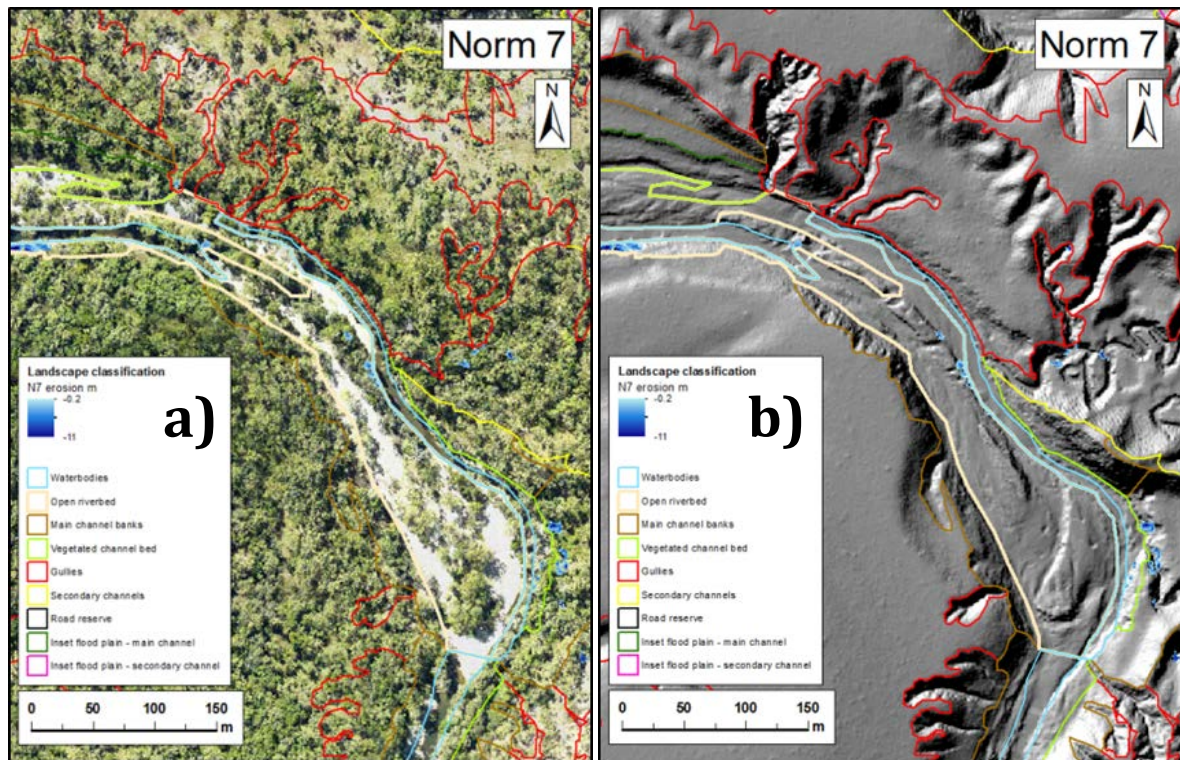 Norm 7
N
Landscape classification
N7 erosion m
-0.2
-11
a)
Waterbodies
Open riverbed
Main channel banks
Vegetated channel bed
Gullies
Secondary channels
Road reserve
Inset flood plain - main channel
Inset flood plain - secondary channel
0 50 100 150
m
Norm 7
N
Landscape classification
N7 erosion m
-0.2
-11
b)
Waterbodies
Open riverbed
Main channel banks
Vegetated channel bed
Gullies
Secondary channels
Road reserve
Inset flood plain - main channel
Inset flood plain - secondary channel
0 50 100 150
m